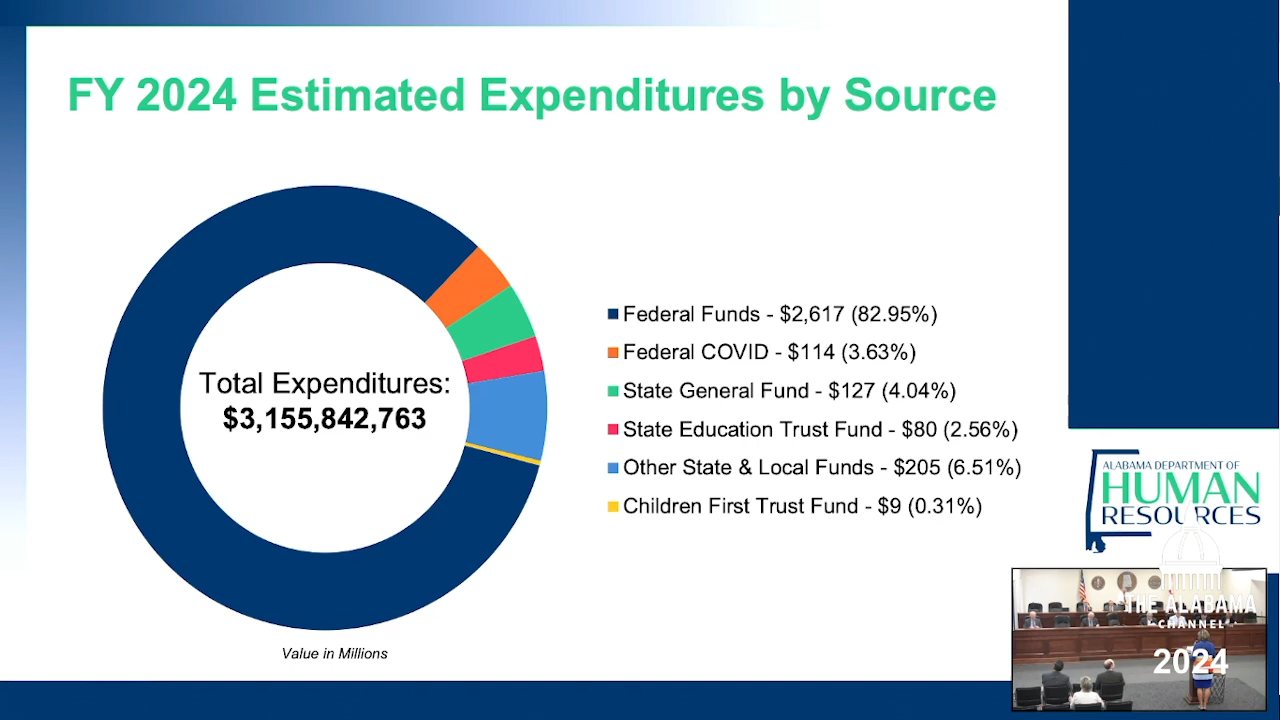 FY 2024 Estimated Expenditures by Source
Total Expenditures:
$3,155,842,763
Federal Funds - $2,617 (82.95%)
Federal COVID - $114 (3.63%)
State General Fund - $127 (4.04%)
State Education Trust Fund - $80 (2.56%)
Other State & Local Funds - $205 (6.51%)
Children First Trust Fund - $9 (0.31%)
Value in Millions
ALABAMA DEPARTMENT OF
HUMAN
RESOURCES
THE ALABAMA
CHANNEL
2024